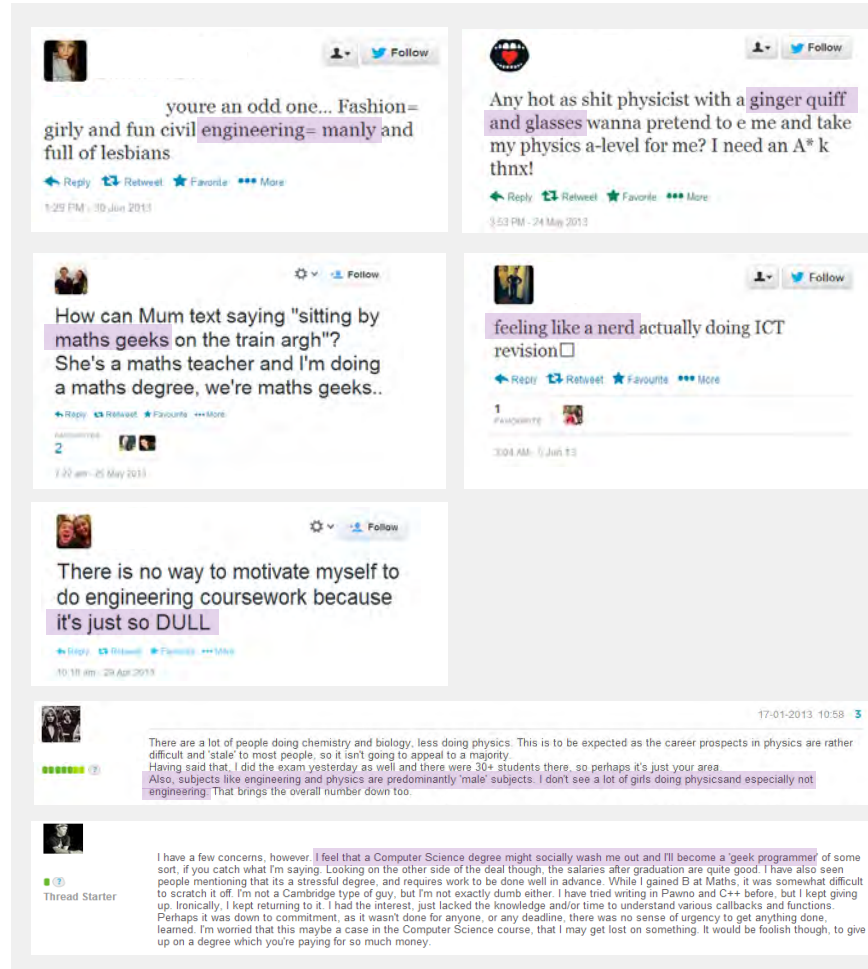 Follow
youre an odd one... Fashion=
girly and fun civil engineering= manly and
full of lesbians
Reply Retweet Favorite More
1:29 PM - 30 Jun 2013
Follow
Any hot as shit physicist with a ginger quiff
and glasses wanna pretend to e me and take
my physics a-level for me? I need an A* k
thnx!
Reply Retweet Favorite More
3:53 PM - 24 May 2013
Follow
How can Mum text saying "sitting by
maths geeks on the train argh"?
She's a maths teacher and I'm doing
a maths degree, we're maths geeks..
Reply Retweet Favourite More
FAVOURITES
2
7:22 am - 25 May 2013
Follow
feeling like a nerd actually doing ICT
revision
Reply Retweet Favourite More
1
FAVOURITE
3:04 AM - Jun 13
Follow
There is no way to motivate myself to
do engineering coursework because
it's just so DULL
Reply Retweet Favourite More
10:18 am - 29 Apr 2013
17-01-2013 10:58 3
There are a lot of people doing chemistry and biology, less doing physics. This is to be expected as the career prospects in physics are rather
difficult and 'stale' to most people, so it isn't going to appeal to a majority.
Having said that, I did the exam yesterday as well and there were 30+ students there, so perhaps it's just your area.
Also, subjects like engineering and physics are predominantly 'male' subjects. I don't see a lot of girls doing physicsand especially not
engineering. That brings the overall number down too.
?
I have a few concerns, however. I feel that a Computer Science degree might socially wash me out and I'll become a 'geek programmer' of some
sort, if you catch what I'm saying. Looking on the other side of the deal though, the salaries after graduation are quite good. I have also seen
people mentioning that its a stressful degree, and requires work to be done well in advance. While I gained B at Maths, it was somewhat difficult
to scratch it off. I'm not a Cambridge type of guy, but I'm not exactly dumb either. I have tried writing in Pawno and C++ before, but I kept giving
up. Ironically, I kept returning to it. I had the interest, just lacked the knowledge and/or time to understand various callbacks and functions.
Perhaps it was down to commitment, as it wasn't done for anyone, or any deadline, there was no sense of urgency to get anything done,
learned. I'm worried that this maybe a case in the Computer Science course, that I may get lost on something. It would be foolish though, to give
up on a degree which you're paying for so much money.
?
Thread Starter